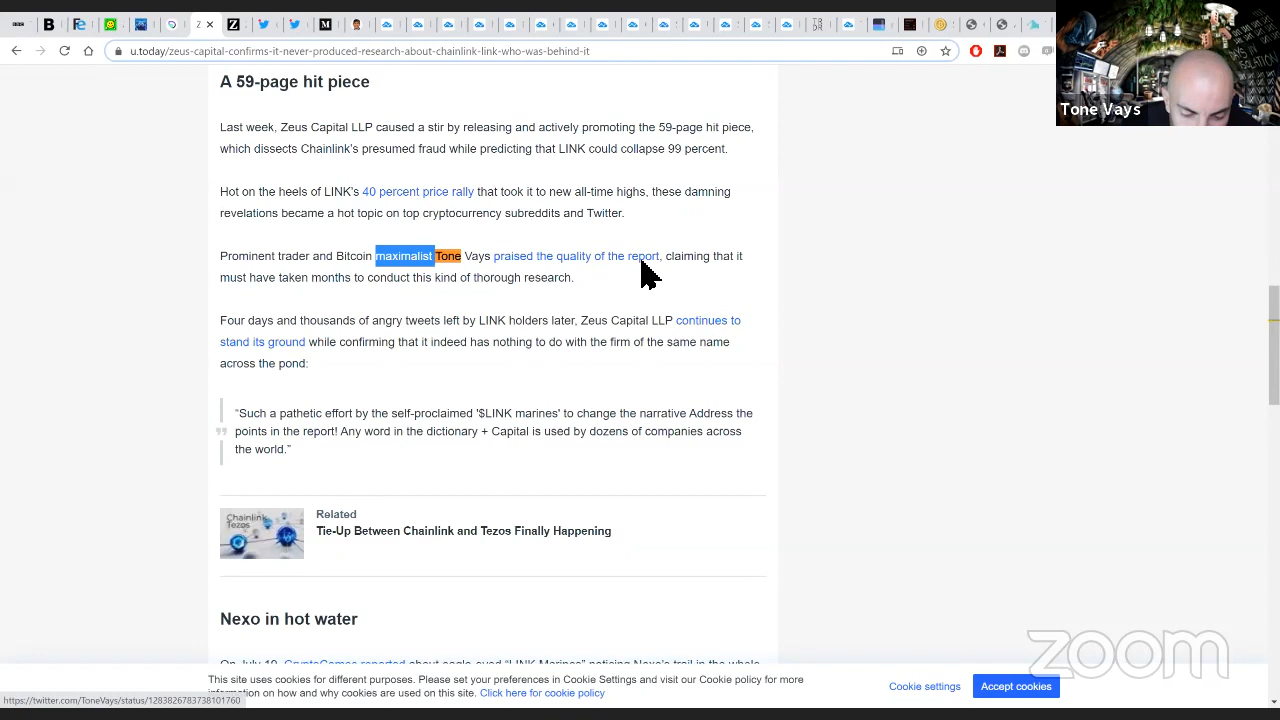 u.today/zeus-capital-confirms-it-never-produced-research-about-chainlink-link-who-was-behind-it
Tone Vays
A 59-page hit piece
Last week, Zeus Capital LLP caused a stir by releasing and actively promoting the 59-page hit piece,
which dissects Chainlink's presumed fraud while predicting that LINK could collapse 99 percent.
Hot on the heels of LINK's 40 percent price rally that took it to new all-time highs, these damning
revelations became a hot topic on top cryptocurrency subreddits and Twitter.
Prominent trader and Bitcoin maximalist Tone Vays praised the quality of the report, claiming that it
must have taken months to conduct this kind of thorough research.
Four days and thousands of angry tweets left by LINK holders later, Zeus Capital LLP continues to
stand its ground while confirming that it indeed has nothing to do with the firm of the same name
across the pond:
“Such a pathetic effort by the self-proclaimed '$LINK marines' to change the narrative Address the
points in the report! Any word in the dictionary + Capital is used by dozens of companies across
the world.”
Related
Chainlink
Tezos
Tie-Up Between Chainlink and Tezos Finally Happening
Nexo in hot water
On July 19, CryptoGames reported about eagle-eyed “LINK Marines” noticing Nexo's trail in the whole
This site uses cookies for different purposes. Please set your preferences in Cookie Settings and visit our Cookie policy for more
information on how and why cookies are used on this site. Click here for cookie policy
Cookie settings
Accept cookies
https://twitter.com/ToneVays/status/1283826783738101760
zoom